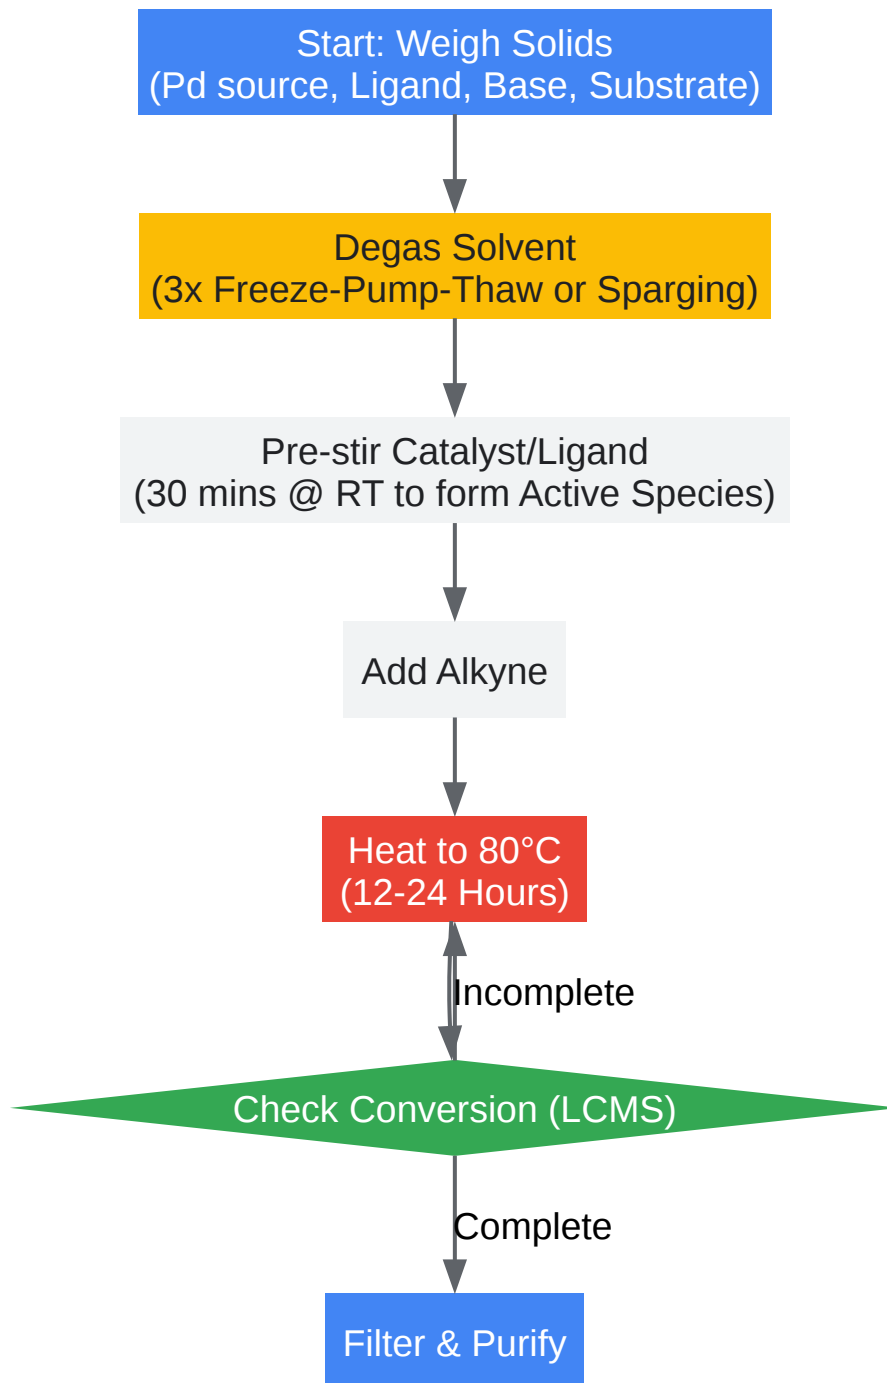 Start: Weigh Solids
(Pd source, Ligand, Base, Substrate)
Degas Solvent
(3x Freeze-Pump-Thaw or Sparging)
Pre-stir Catalyst/Ligand
(30 mins @ RT to form Active Species)
Add Alkyne
Heat to 80°C
(12-24 Hours)
Incomplete
Check Conversion (LCMS)
Complete
Filter & Purify